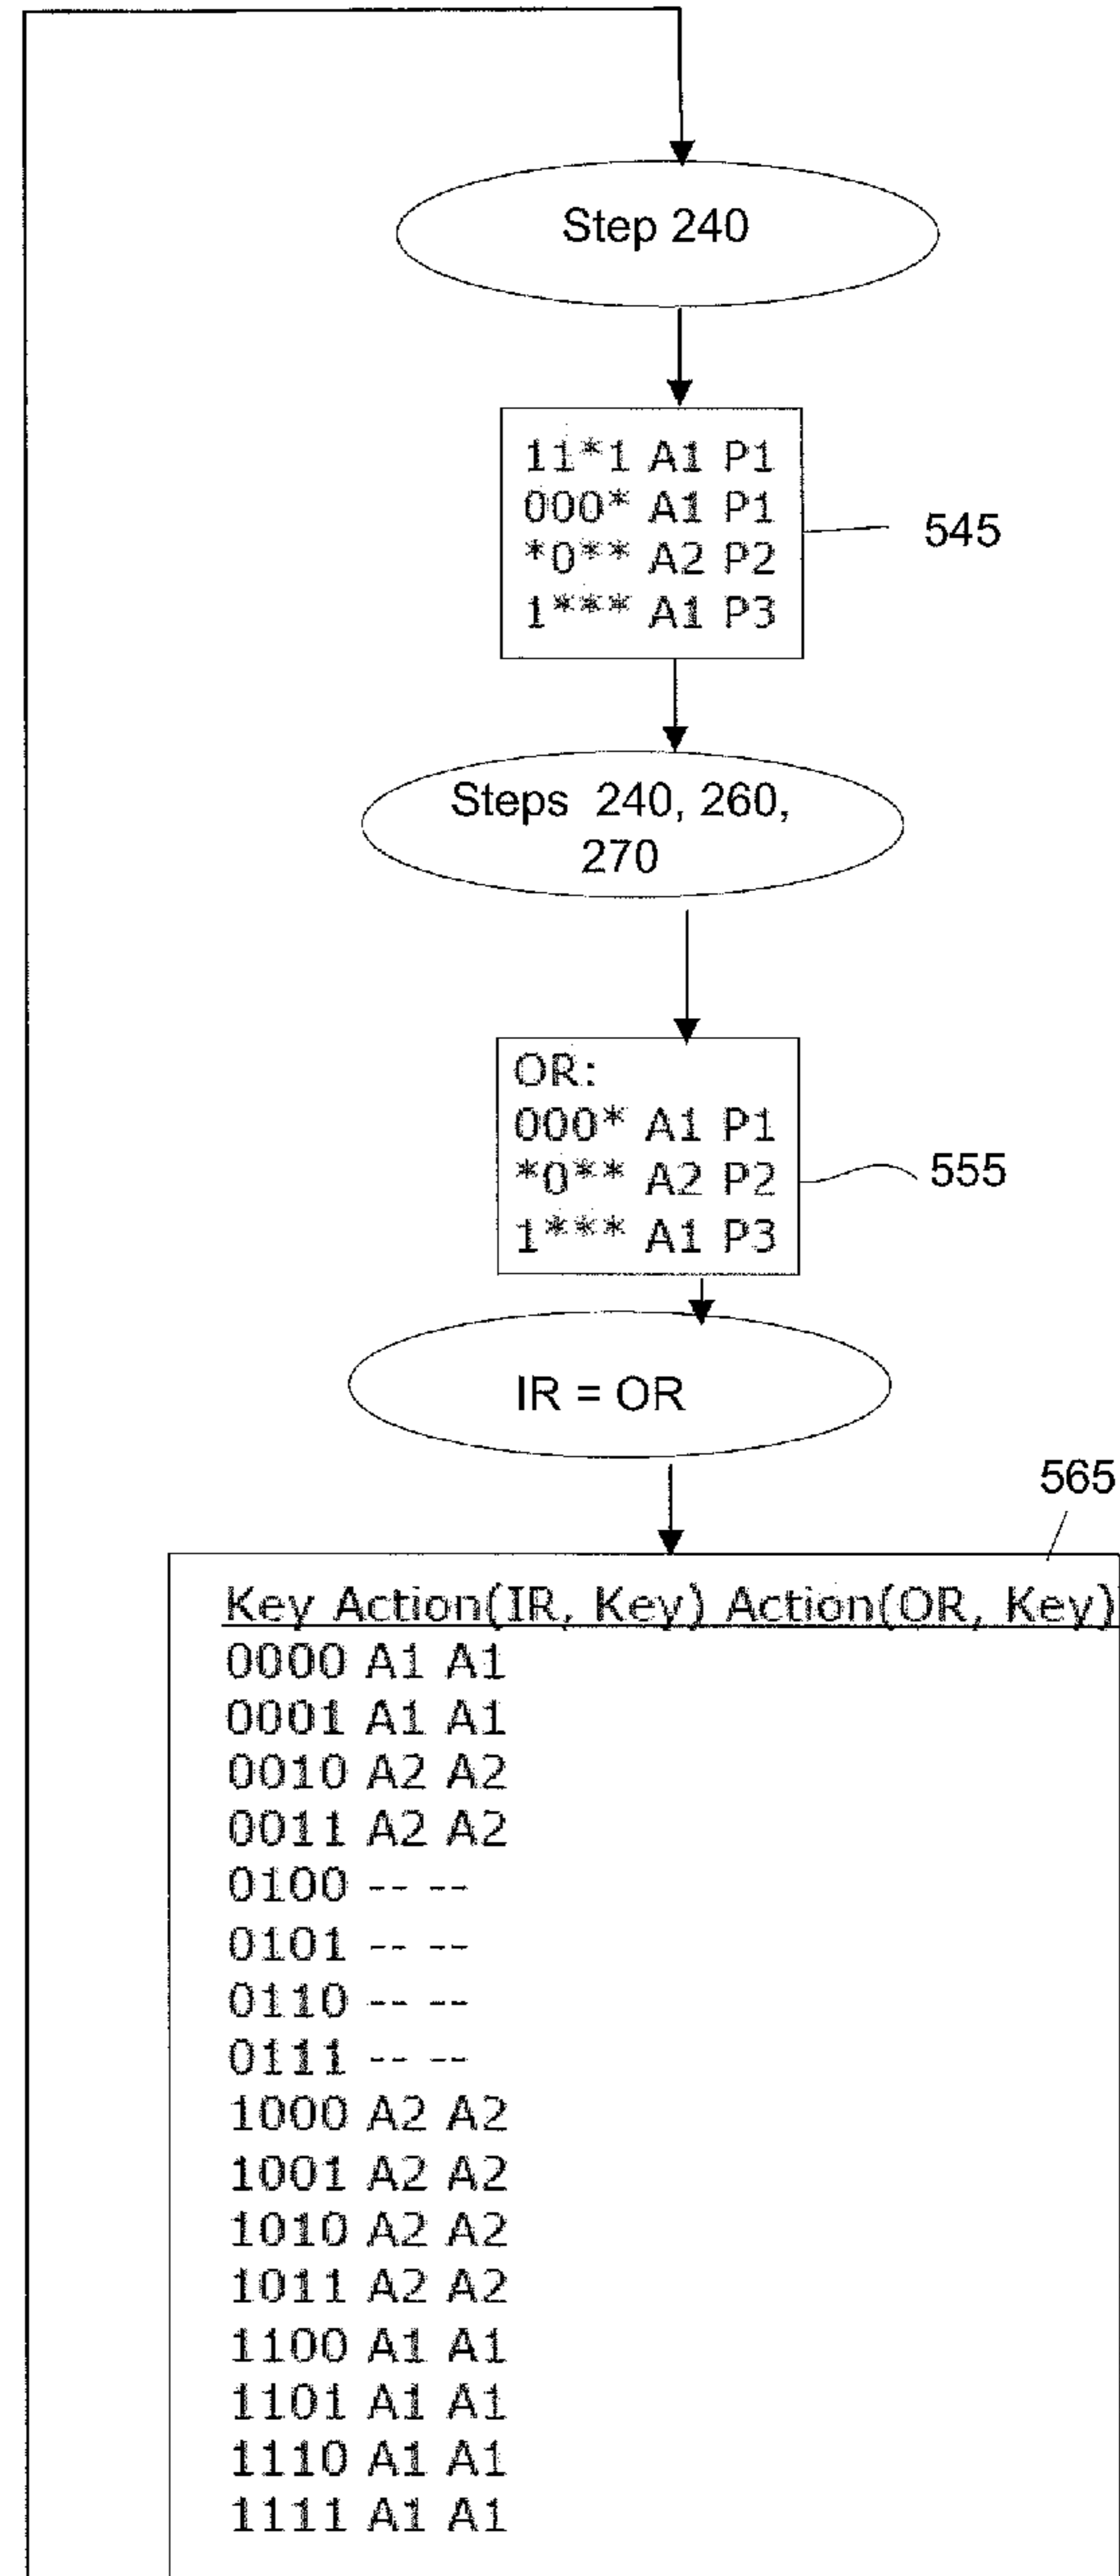 Step 240
11*1 A1 P1
000* A1 P1
*0** A2 P2
1*** A1 P3
545
Steps 240, 260,
270
OR:
000* A1 P1
*0** A2 P2
1*** A1 P3
555
IR = OR
565
Key Action(IR, Key) Action(OR, Key)
0000 A1 A1
0001 A1 A1
0010 A2 A2
0011 A2 A2
0100 -- --
0101 -- --
0110 -- --
0111 -- --
1000 A2 A2
1001 A2 A2
1010 A2 A2
1011 A2 A2
1100 A1 A1
1101 A1 A1
1110 A1 A1
1111 A1 A1